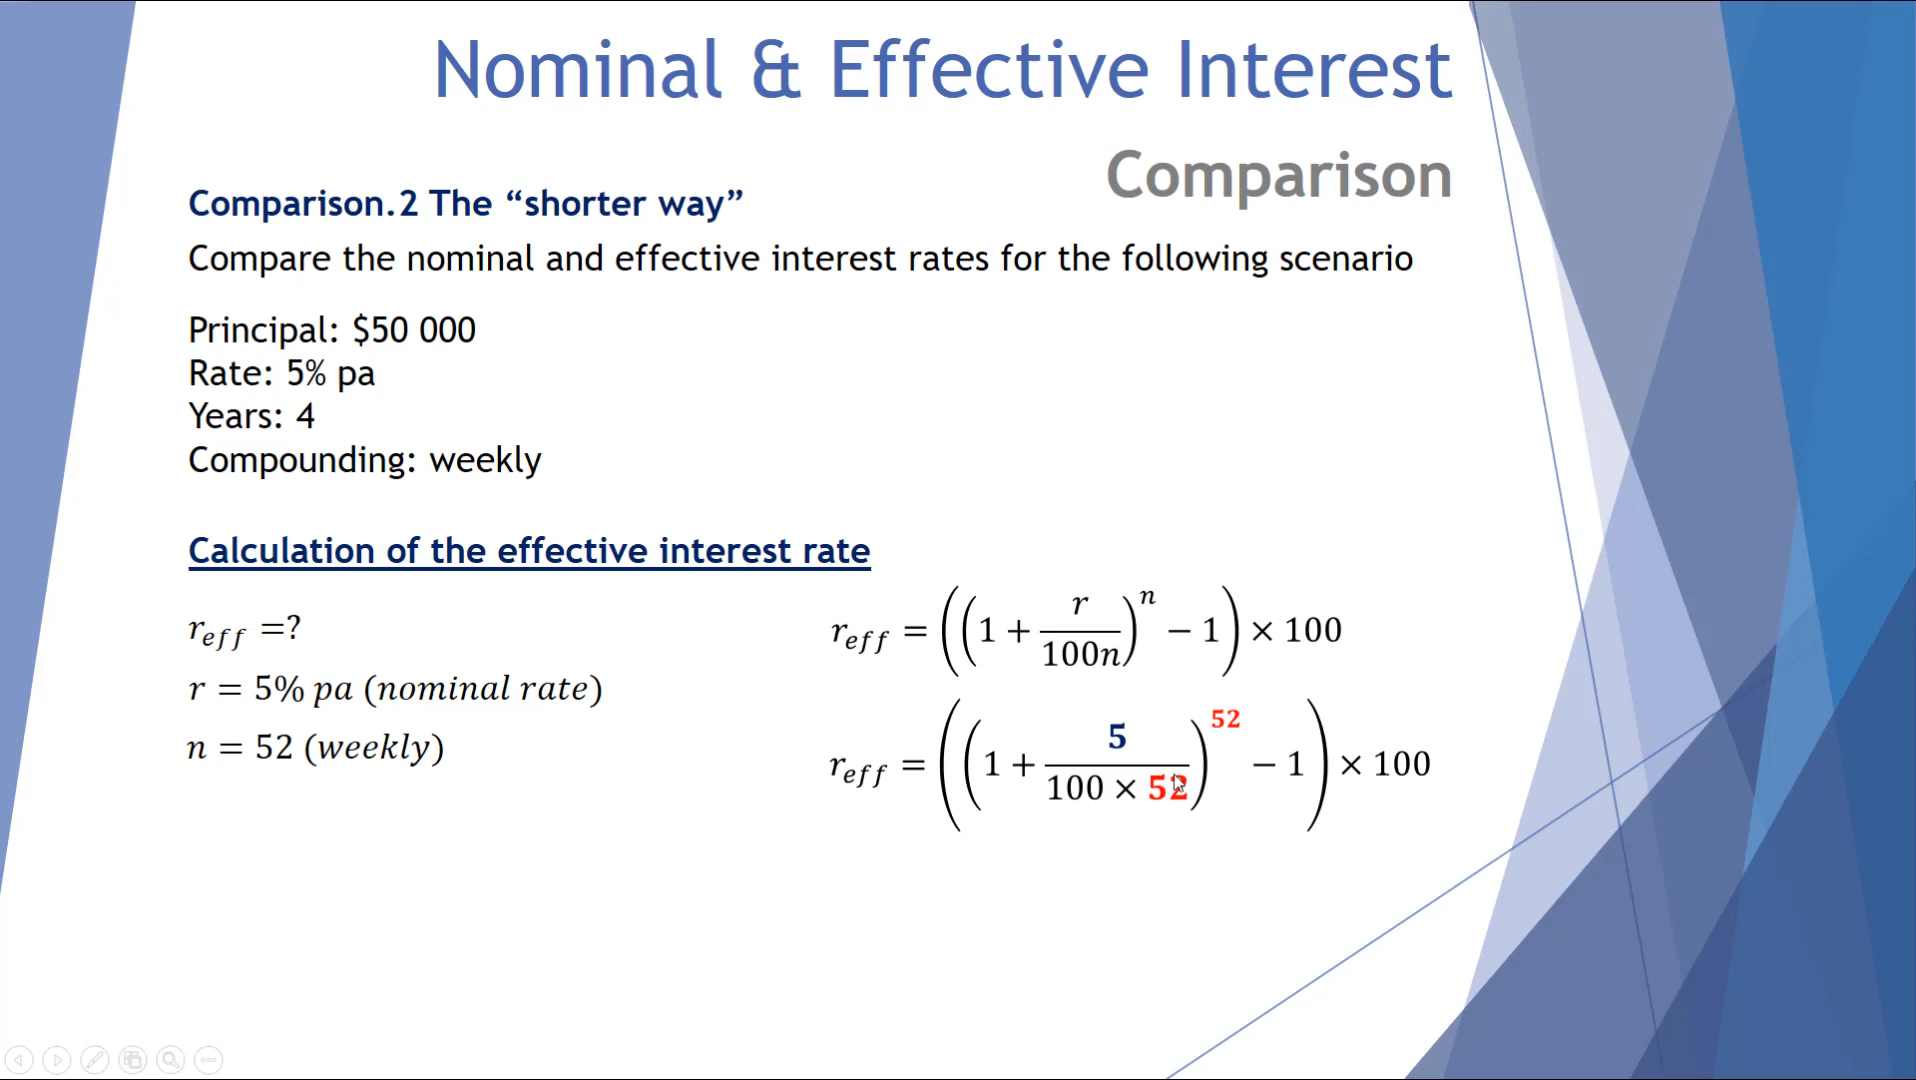 Nominal & Effective Interest
Comparison
Comparison.2 The “shorter way”
Compare the nominal and effective interest rates for the following scenario
Principal: $50 000
Rate: 5% pa
Years: 4
Compounding: weekly
Calculation of the effective interest rate
r_eff =?
r = 5% pa (nominal rate)
n = 52 (weekly)
r_eff = ((1 + r/100n)^n − 1) × 100
r_eff = ((1 + 5/(100 × 52))^52 − 1) × 100